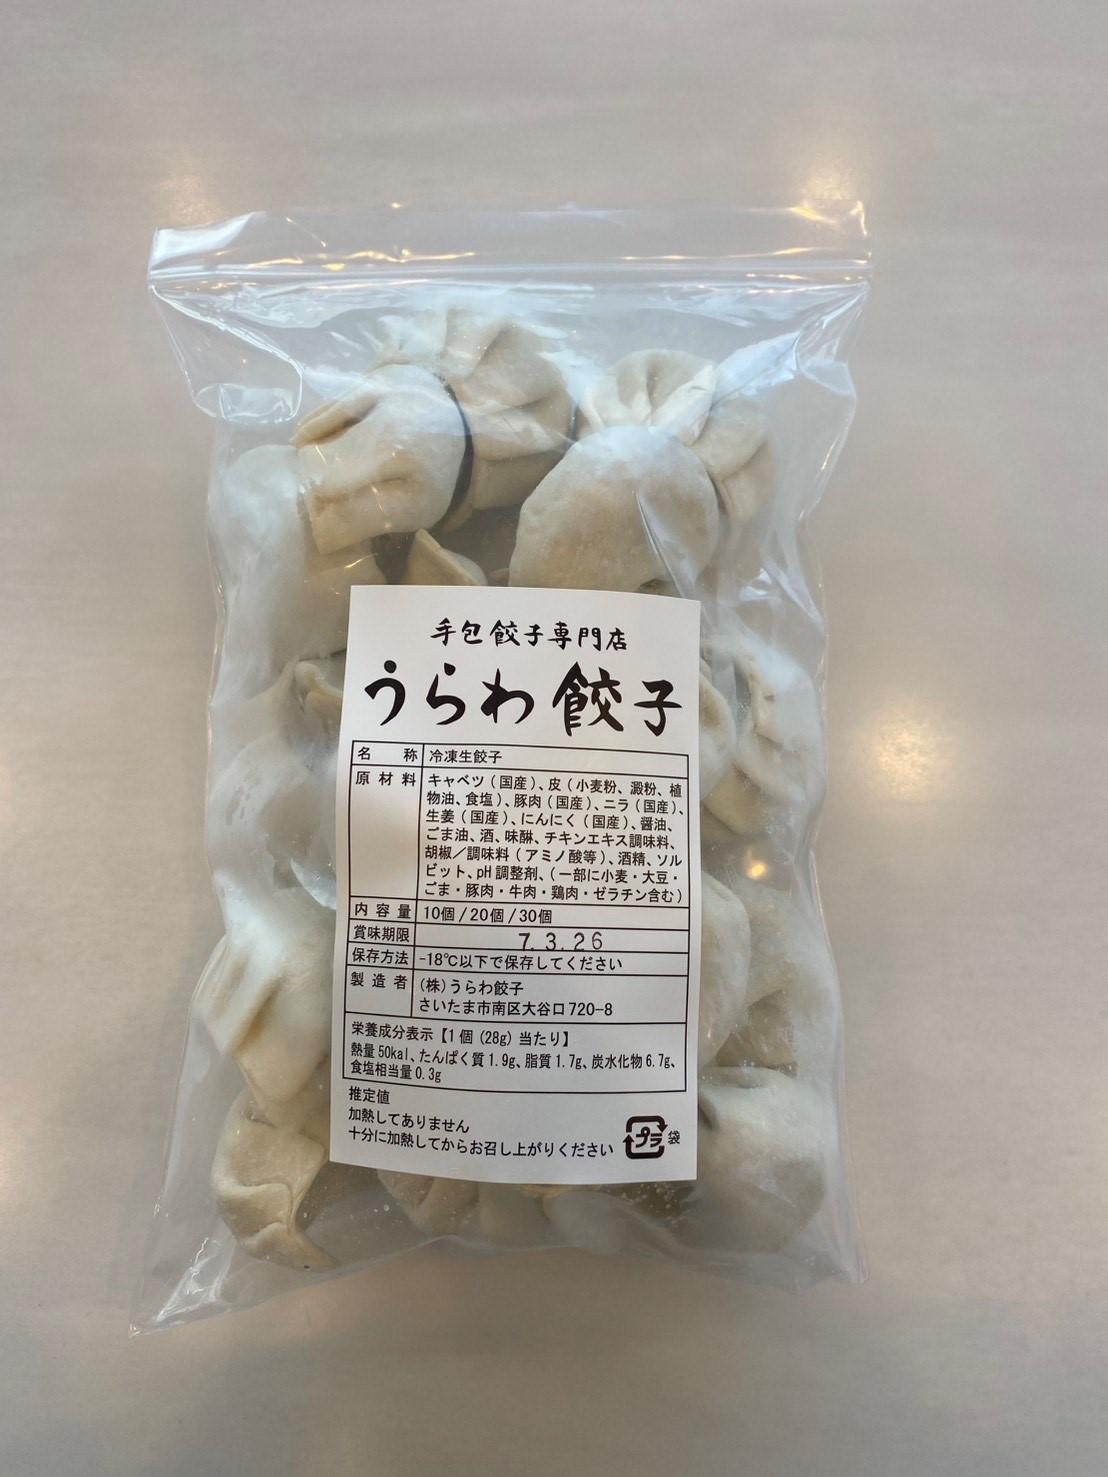 手包餃子専門店
うらわ餃子
名称 冷凍生餃子
原材料 キャベツ（国産）、皮（小麦粉、澱粉、植
物油、食塩）、豚肉（国産）、ニラ（国産）、
生姜（国産）、にんにく（国産）、醤油、
ごま油、酒、味醂、チキンエキス調味料、
胡椒／調味料（アミノ酸等）、酒精、ソル
ビット、pH調整剤、（一部に小麦・大豆・
ごま・豚肉・牛肉・鶏肉・ゼラチン含む）
内容量 10個/20個/30個
賞味期限 7.3.26
保存方法 -18℃以下で保存してください
製造者 (株)うらわ餃子
さいたま市南区大谷口720-8
栄養成分表示【1個(28g)当たり】
熱量50kal、たんぱく質1.9g、脂質1.7g、炭水化物6.7g、
食塩相当量0.3g
推定値
加熱してありません
十分に加熱してからお召し上がりください
プラ 袋